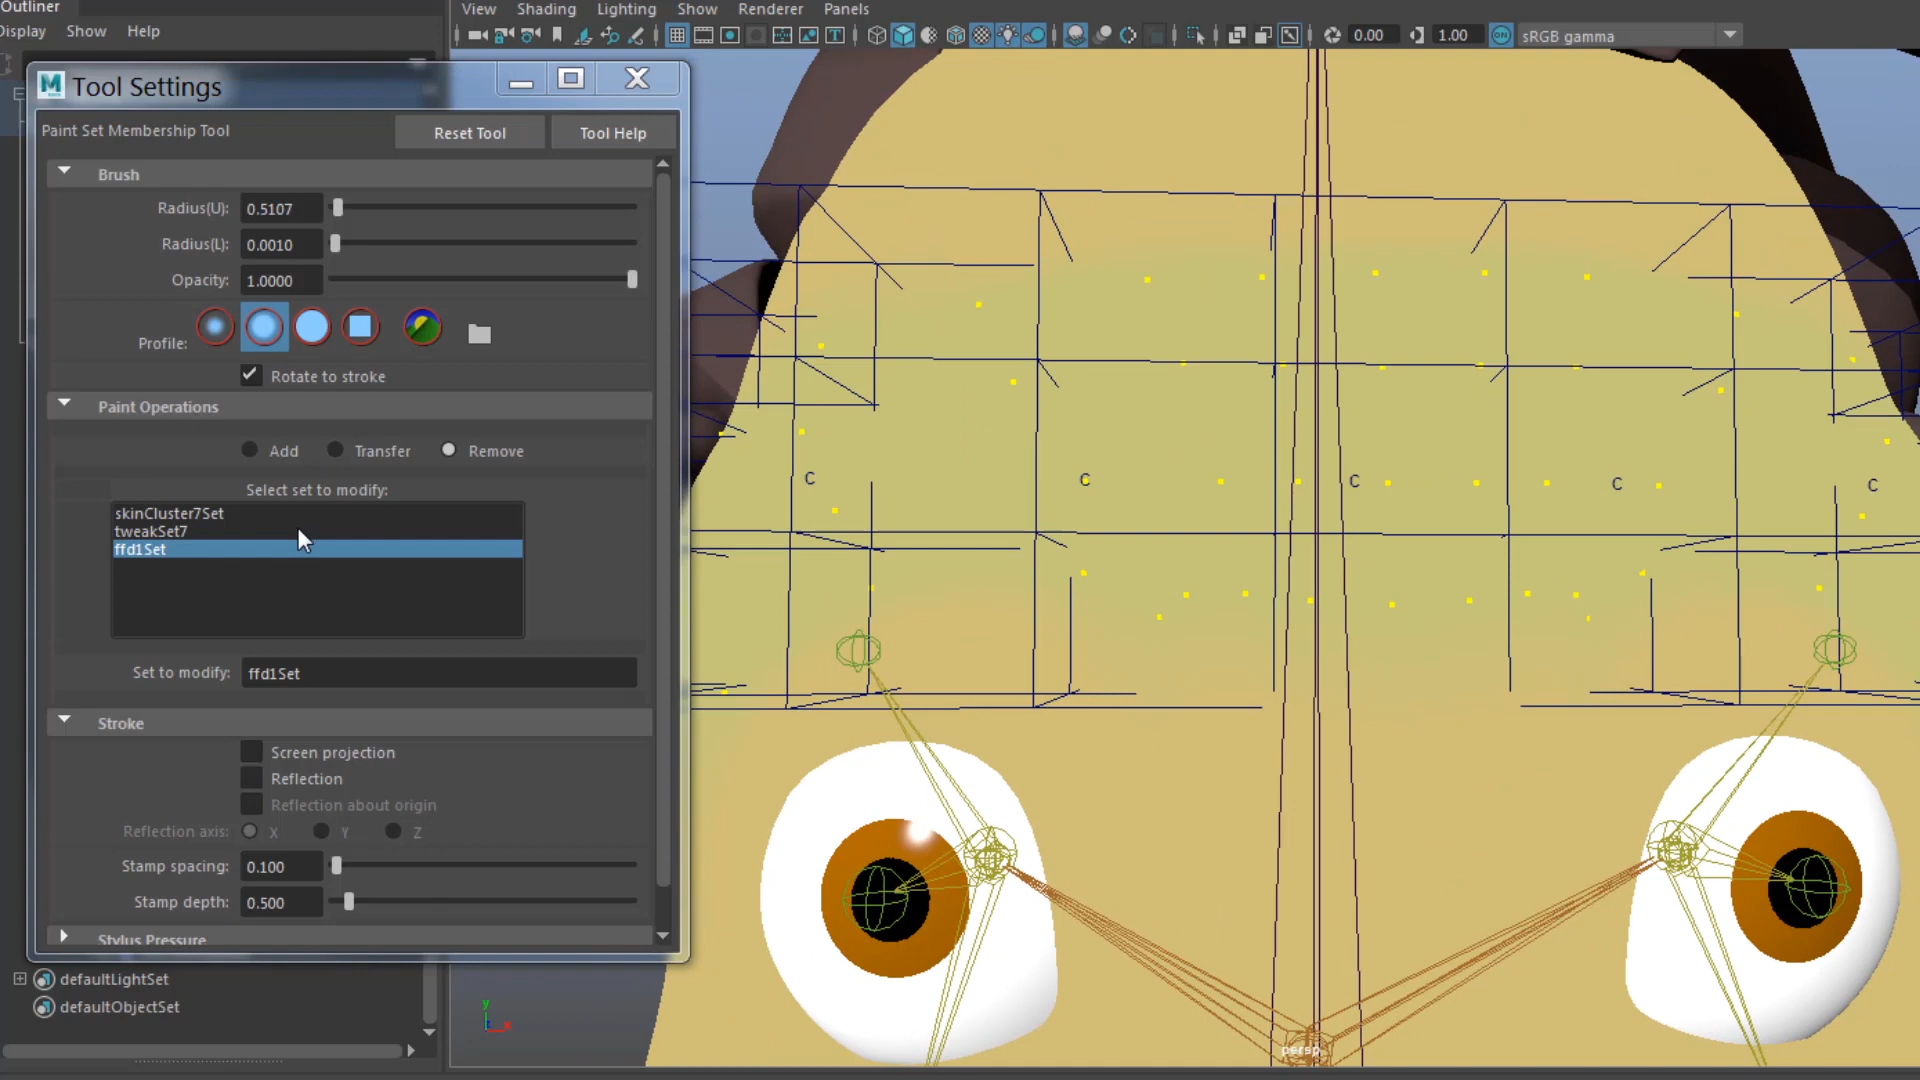 Outliner
Display Show Help
View Shading Lighting Show Renderer Panels
0.00
1.00
ON
sRGB gamma
Tool Settings
Paint Set Membership Tool
Reset Tool
Tool Help
Brush
Radius(U): 0.5107
Radius(L): 0.0010
Opacity: 1.0000
Profile:
Rotate to stroke
Paint Operations
Add Transfer Remove
Select set to modify:
skinCluster7Set
tweakSet7
ffd1Set
Set to modify: ffd1Set
Stroke
Screen projection
Reflection
Reflection about origin
Reflection axis: X Y Z
Stamp spacing: 0.100
Stamp depth: 0.500
Stylus Pressure
defaultLightSet
defaultObjectSet
C C C C C
y
x
persp